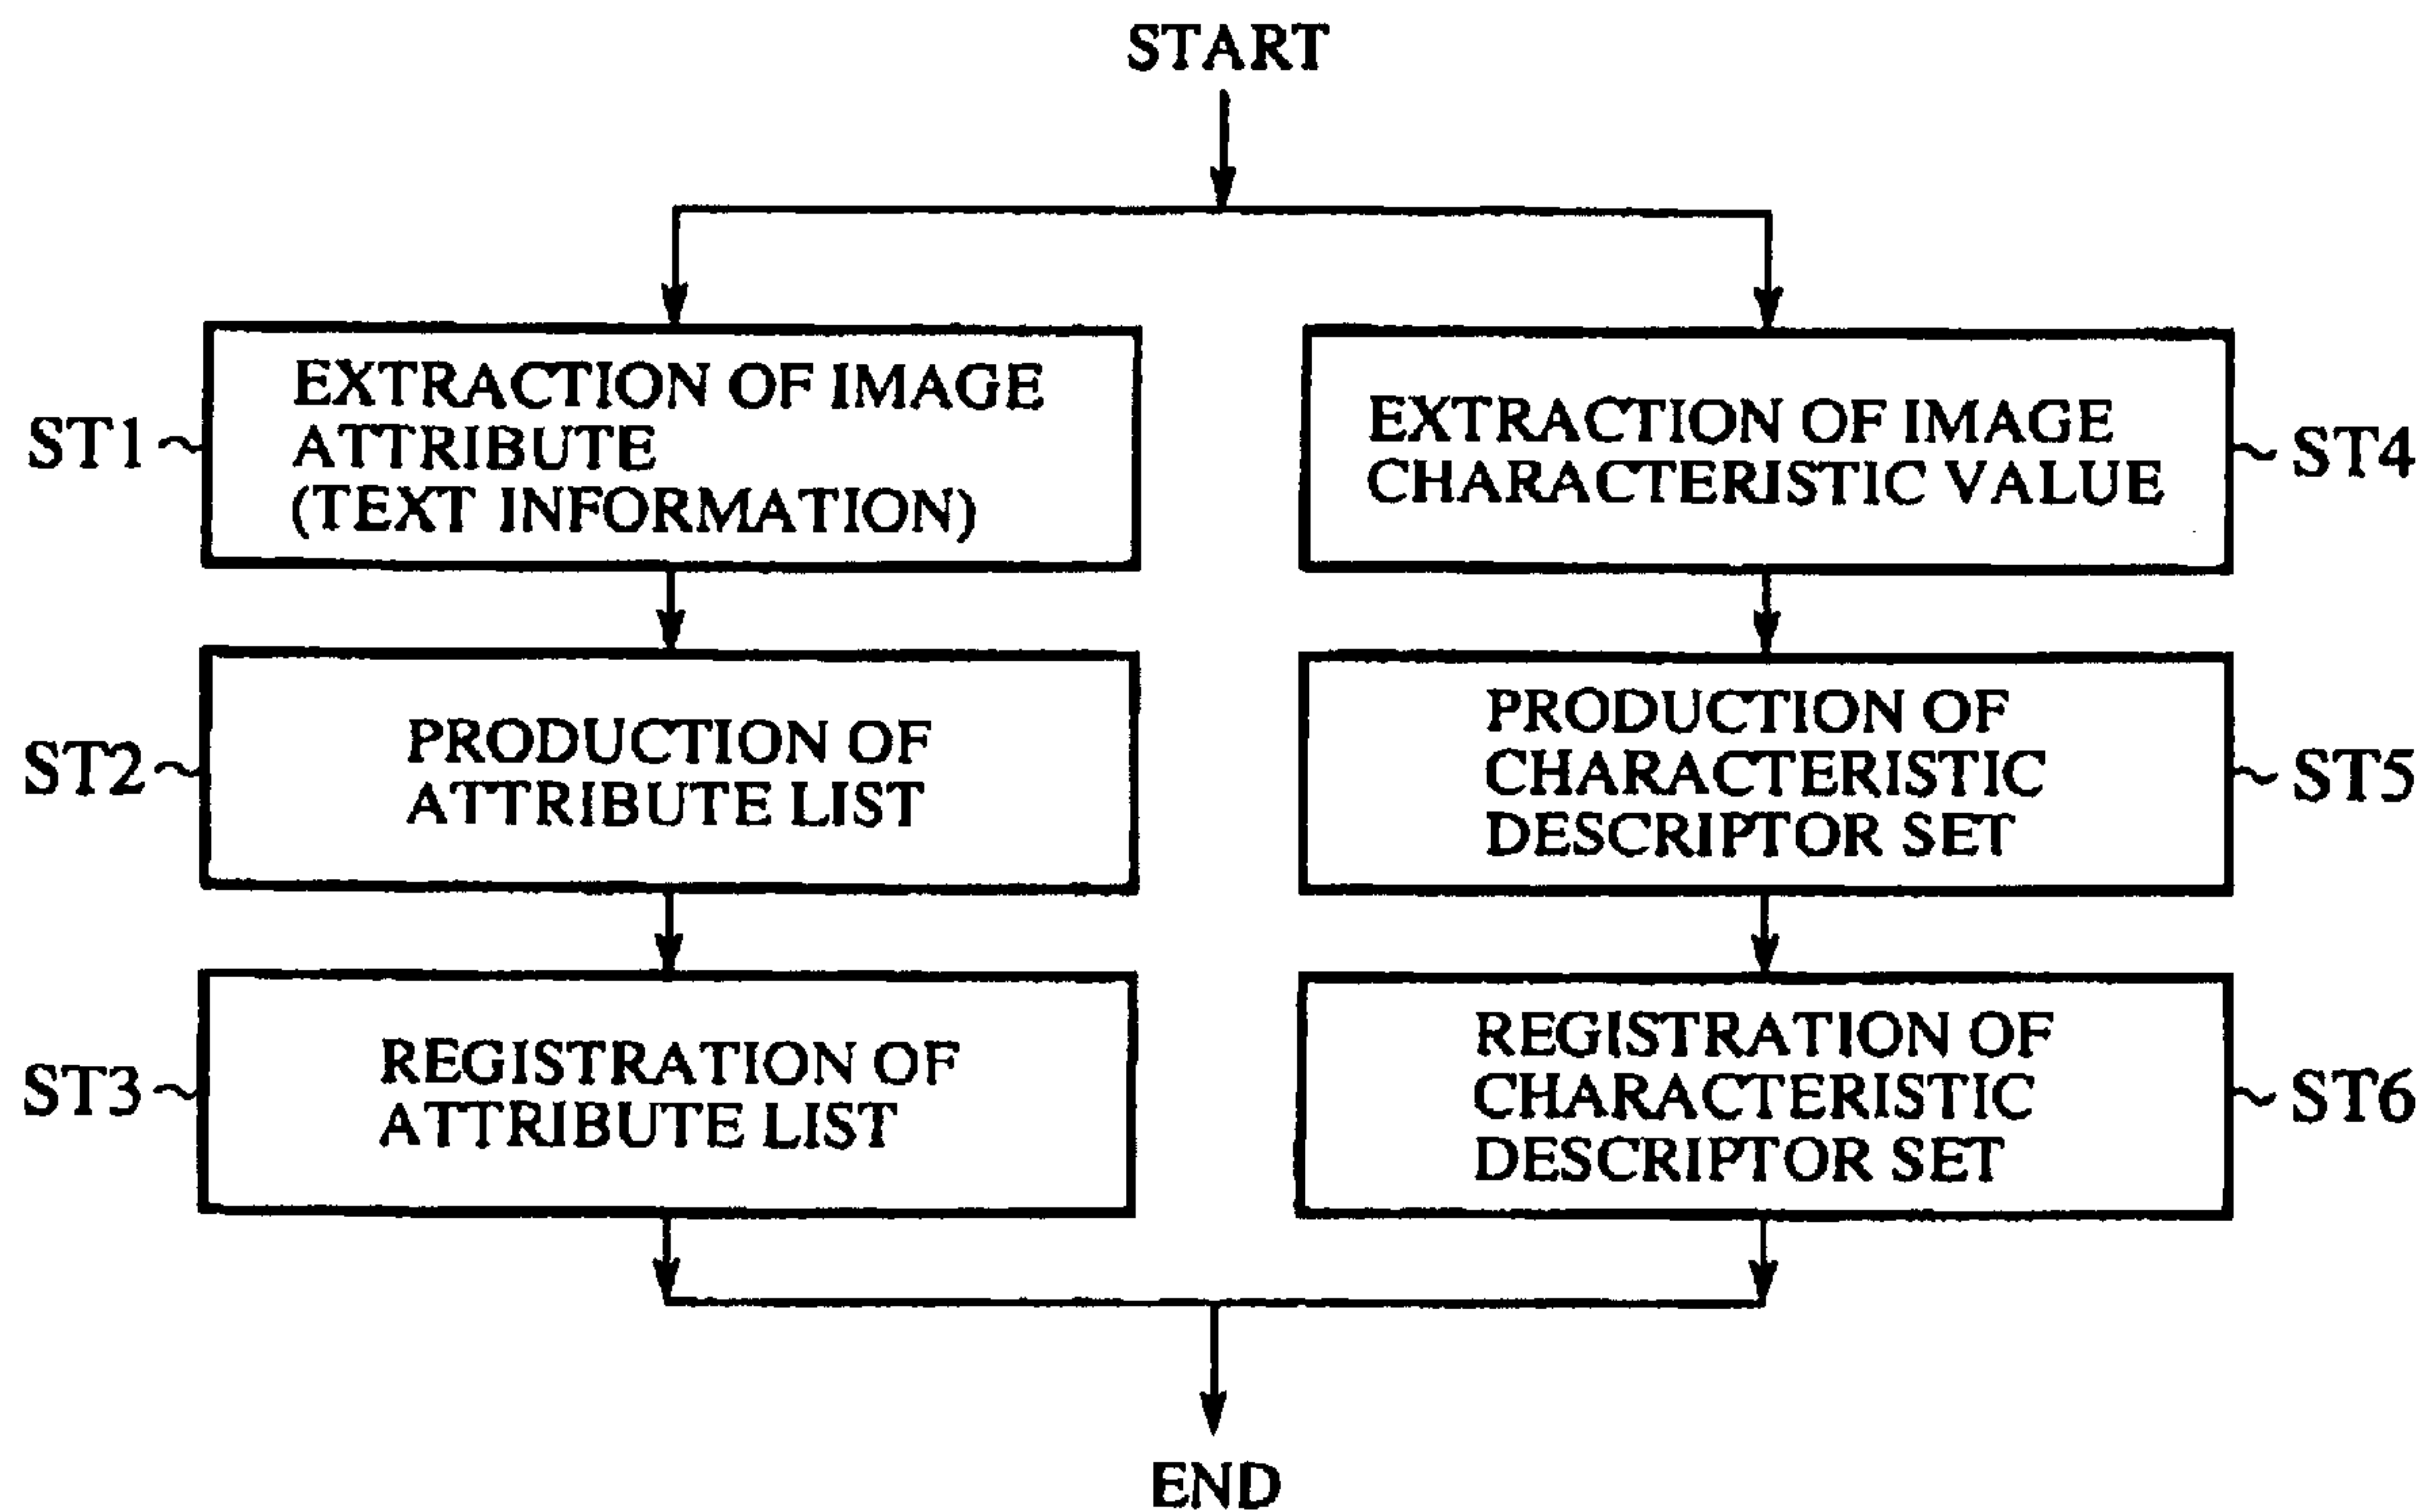 START
ST1
EXTRACTION OF IMAGE
ATTRIBUTE
(TEXT INFORMATION)
EXTRACTION OF IMAGE
CHARACTERISTIC VALUE
ST4
ST2
PRODUCTION OF
ATTRIBUTE LIST
PRODUCTION OF
CHARACTERISTIC
DESCRIPTOR SET
ST5
ST3
REGISTRATION OF
ATTRIBUTE LIST
REGISTRATION OF
CHARACTERISTIC
DESCRIPTOR SET
ST6
END